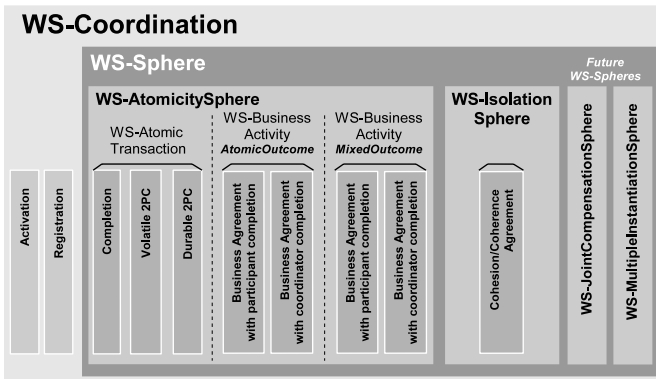 WS-Coordination
WS-Sphere
Future
WS-Spheres
WS-AtomicitySphere
WS-Atomic
Transaction
WS-Business
Activity
AtomicOutcome
WS-Business
Activity
MixedOutcome
WS-Isolation
Sphere
Activation
Registration
Completion
Volatile 2PC
Durable 2PC
Business Agreement
with participant completion
Business Agreement
with coordinator completion
Business Agreement
with participant completion
Business Agreement
with coordinator completion
Cohesion/Coherence
Agreement
WS-JointCompensationSphere
WS-MultipleInstantiationSphere